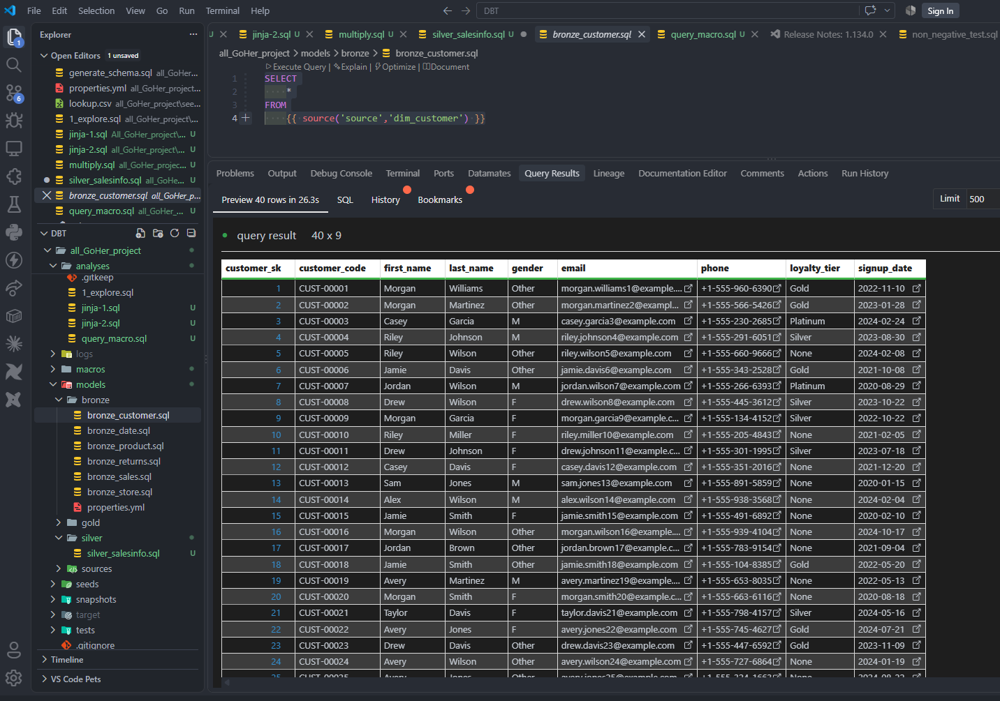 File Edit Selection View Go Run Terminal Help
DBT
Sign In
Explorer
Open Editors 1 unsaved
generate_schema.sql all_GoHer...
properties.yml all_GoHer_project...
lookup.csv all_GoHer_project\see...
1_explore.sql all_GoHer_project\...
jinja-1.sql All_GoHer_project\... U
jinja-2.sql all_GoHer_project\... U
multiply.sql all_GoHer_projec... U
silver_salesinfo.sql all_GoHe... U
bronze_customer.sql all_GoHer_p...
query_macro.sql all_GoHer_... U
DBT
all_GoHer_project
analyses
.gitkeep
1_explore.sql
jinja-1.sql U
jinja-2.sql U
query_macro.sql U
logs
macros
models
bronze
bronze_customer.sql
bronze_date.sql
bronze_product.sql
bronze_returns.sql
bronze_sales.sql
bronze_store.sql
properties.yml
gold
silver
silver_salesinfo.sql U
sources
seeds
snapshots
target
tests
.gitignore
Timeline
VS Code Pets
1
6
U jinja-2.sql U multiply.sql U silver_salesinfo.sql U bronze_customer.sql query_macro.sql U Release Notes: 1.134.0 non_negative_test.sql
all_GoHer_project > models > bronze > bronze_customer.sql
Execute Query | Explain | Optimize | Document
1 SELECT
2 *
3 FROM
4 {{ source('source','dim_customer') }}
Problems Output Debug Console Terminal Ports Datamates Query Results Lineage Documentation Editor Comments Actions Run History
Preview 40 rows in 26.3s SQL History Bookmarks Limit 500
query result 40 x 9
customer_sk customer_code first_name last_name gender email phone loyalty_tier signup_date
1 CUST-00001 Morgan Williams Other morgan.williams1@example.... +1-555-960-6390 Gold 2022-11-10
2 CUST-00002 Morgan Martinez Other morgan.martinez2@exampl... +1-555-566-5426 Gold 2023-01-28
3 CUST-00003 Casey Garcia M casey.garcia3@example.com +1-555-230-2685 Platinum 2024-02-24
4 CUST-00004 Riley Johnson M riley.johnson4@example.com +1-555-291-6051 Silver 2023-08-30
5 CUST-00005 Riley Wilson Other riley.wilson5@example.com +1-555-660-9666 None 2024-02-08
6 CUST-00006 Jamie Davis Other jamie.davis6@example.com +1-555-343-2528 Gold 2021-10-08
7 CUST-00007 Jordan Wilson M jordan.wilson7@example.com +1-555-266-6393 Platinum 2020-08-29
8 CUST-00008 Drew Wilson F drew.wilson8@example.com +1-555-445-3612 Silver 2023-10-22
9 CUST-00009 Morgan Garcia F morgan.garcia9@example.c... +1-555-134-4152 Silver 2022-10-22
10 CUST-00010 Riley Miller F riley.miller10@example.com +1-555-205-4843 None 2021-02-05
11 CUST-00011 Drew Johnson F drew.johnson11@example.c... +1-555-301-1995 Silver 2023-07-18
12 CUST-00012 Casey Davis F casey.davis12@example.com +1-555-351-2016 None 2021-12-20
13 CUST-00013 Sam Jones M sam.jones13@example.com +1-555-891-5859 None 2020-01-15
14 CUST-00014 Alex Wilson M alex.wilson14@example.com +1-555-938-3568 None 2024-02-04
15 CUST-00015 Jamie Smith F jamie.smith15@example.com +1-555-491-6892 None 2020-02-10
16 CUST-00016 Morgan Wilson Other morgan.wilson16@example.... +1-555-939-4104 None 2024-10-17
17 CUST-00017 Jordan Brown Other jordan.brown17@example.c... +1-555-783-9154 None 2021-09-04
18 CUST-00018 Jamie Smith Other jamie.smith18@example.com +1-555-104-8385 Gold 2022-05-20
19 CUST-00019 Avery Martinez M avery.martinez19@example.... +1-555-653-8035 None 2022-05-13
20 CUST-00020 Morgan Smith F morgan.smith20@example.c... +1-555-663-6116 None 2020-08-18
21 CUST-00021 Taylor Davis F taylor.davis21@example.com +1-555-798-4157 Silver 2024-05-16
22 CUST-00022 Avery Jones F avery.jones22@example.com +1-555-745-4627 Gold 2024-07-21
23 CUST-00023 Drew Davis Other drew.davis23@example.com +1-555-447-6592 Gold 2023-11-09
24 CUST-00024 Avery Wilson Other avery.wilson24@example.com +1-555-727-6864 None 2024-01-19